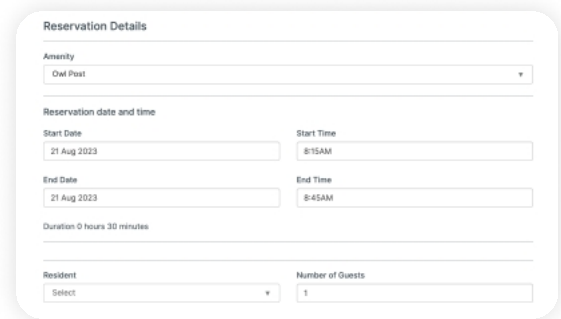 Reservation Details
Amenity
Owl Post
Reservation date and time
Start Date
Start Time
21 Aug 2023
8:15AM
End Date
End Time
21 Aug 2023
8:45AM
Duration 0 hours 30 minutes
Resident
Number of Guests
Select
1